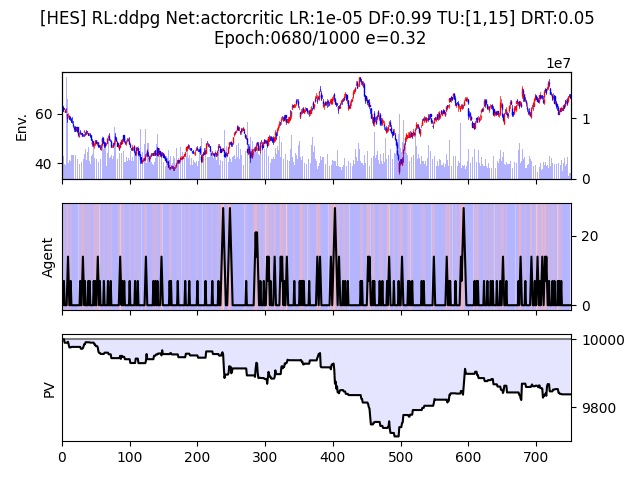 [HES] RL:ddpg Net:actorcritic LR:1e-05 DF:0.99 TU:[1,15] DRT:0.05
Epoch:0680/1000 e=0.32
1e7
Env.
60
40
1
0
Agent
20
0
PV
10000
9800
0 100 200 300 400 500 600 700